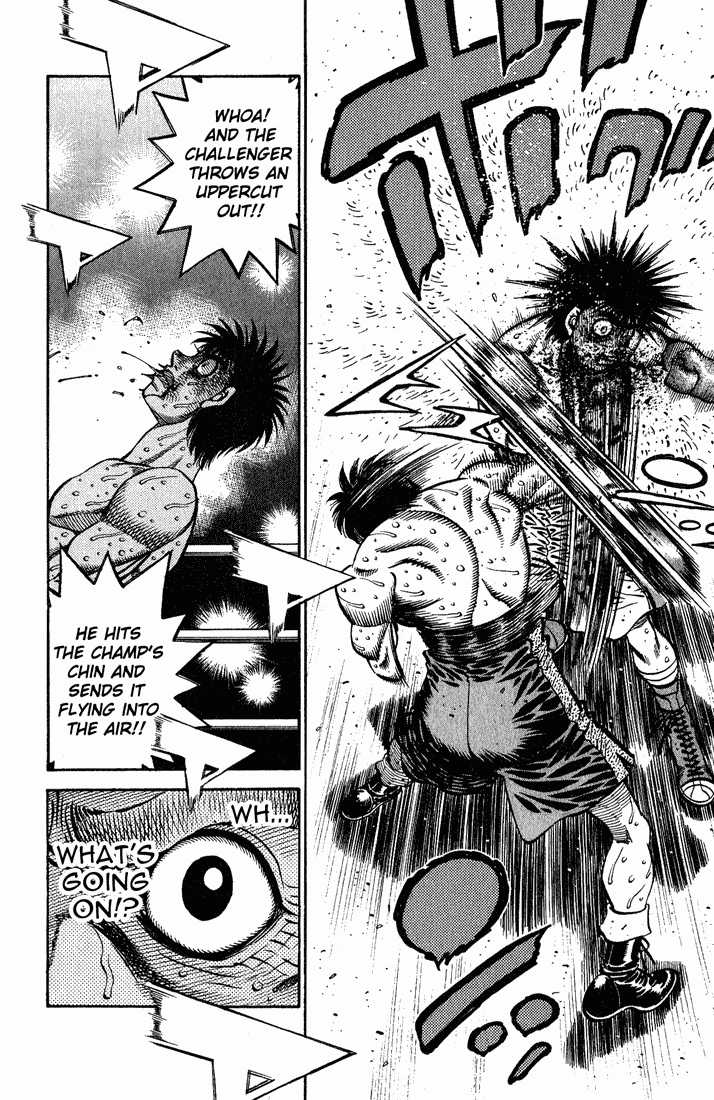 WHOA!
AND THE
CHALLENGER
THROWS AN
UPPERCUT
OUT!!
HE HITS
THE CHAMP'S
CHIN AND
SENDS IT
FLYING INTO
THE AIR!!
WH...
WHAT'S
GOING
ON!?